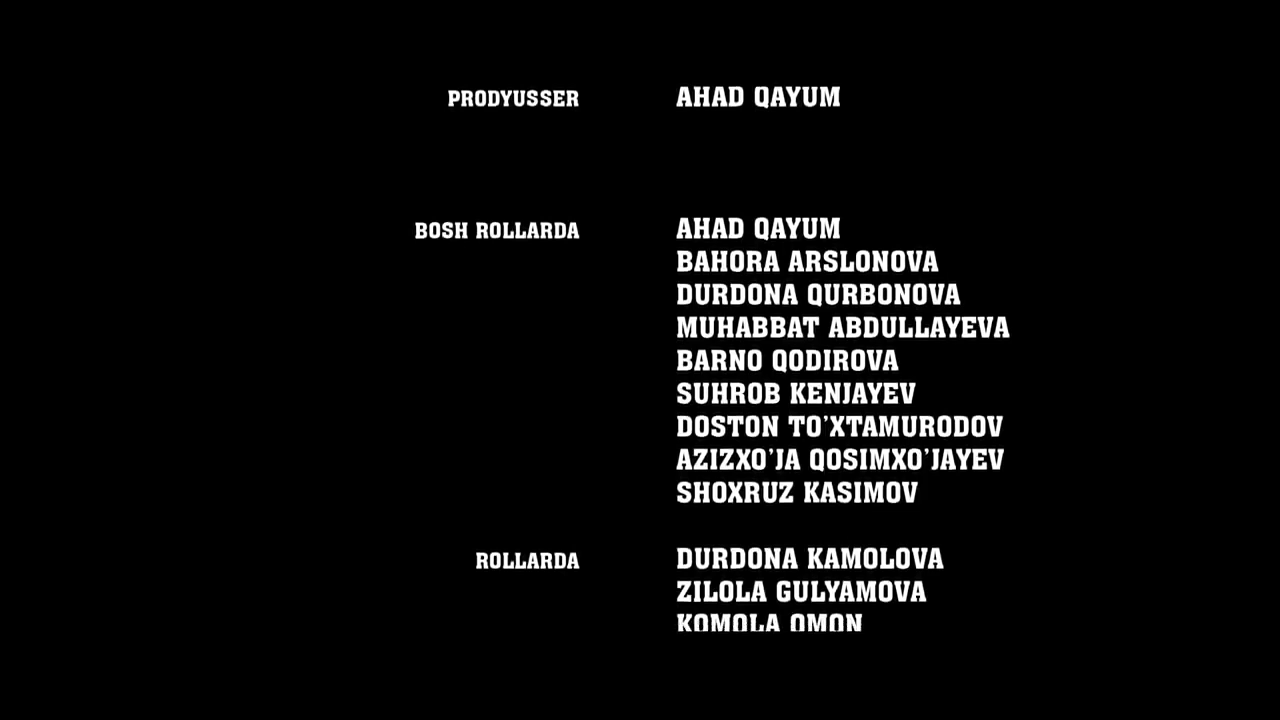 PRODYUSSER AHAD QAYUM
BOSH ROLLARDA AHAD QAYUM
BAHORA ARSLONOVA
DURDONA QURBONOVA
MUHABBAT ABDULLAYEVA
BARNO QODIROVA
SUHROB KENJAYEV
DOSTON TO'XTAMURODOV
AZIZXO'JA QOSIMXO'JAYEV
SHOXRUZ KASIMOV
ROLLARDA DURDONA KAMOLOVA
ZILOLA GULYAMOVA
KOMOLA OMON